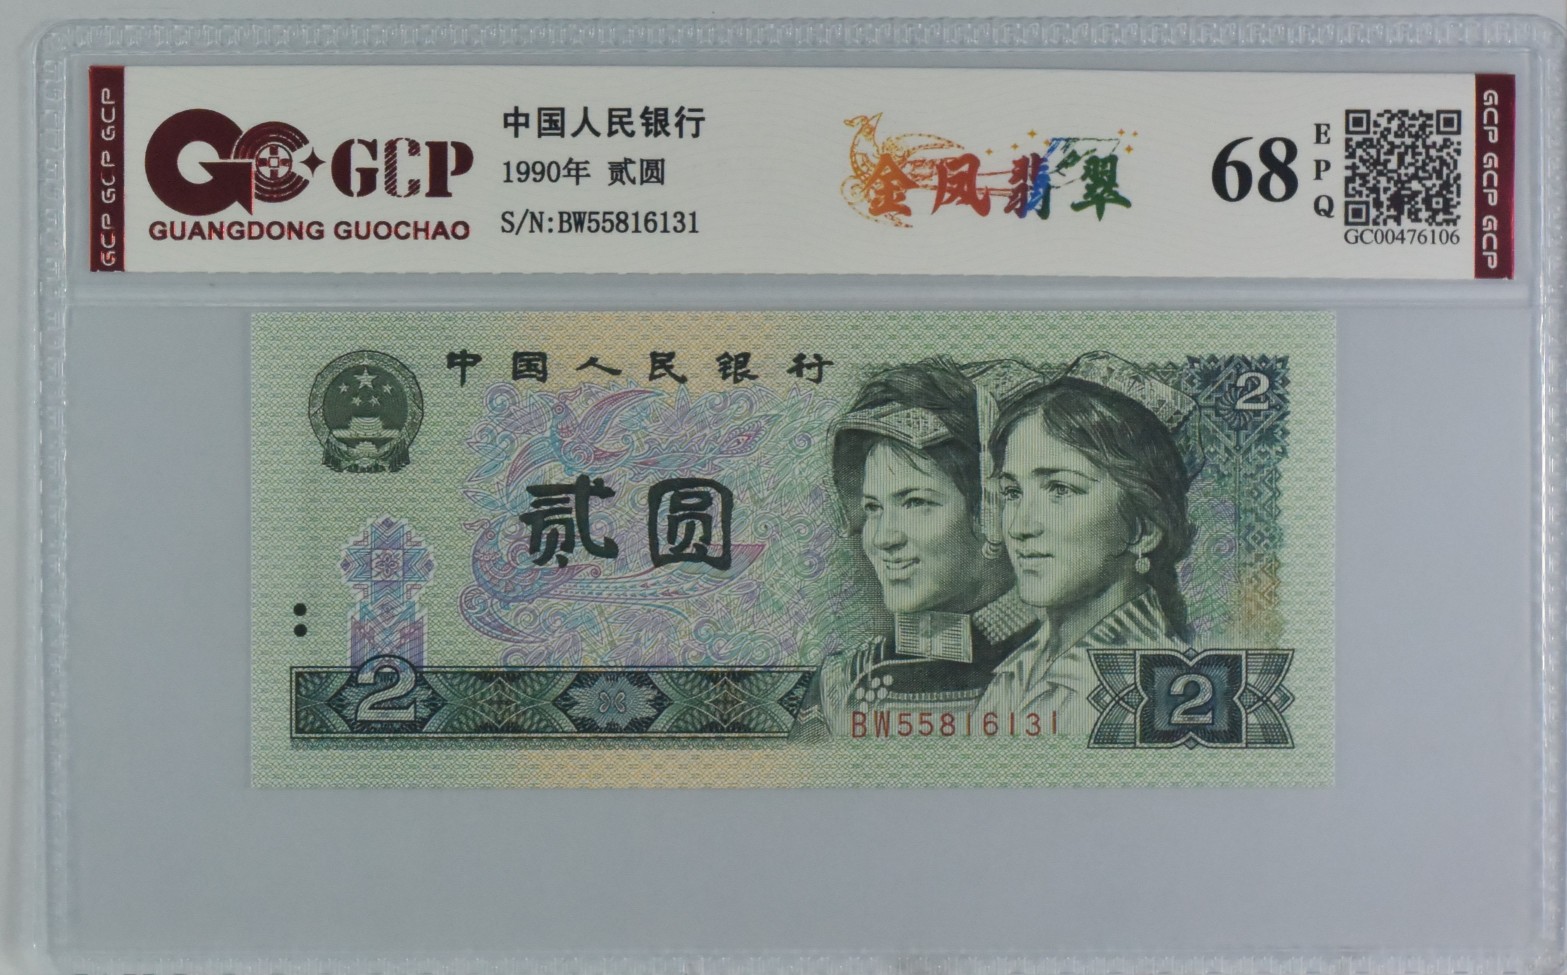 GCP GCP GCP
GCP
GUANGDONG GUOCHAO
中国人民银行
1990年 贰圆
S/N:BW55816131
金凤翡翠
68
EPQ
GC00476106
GCP GCP GCP
中国人民银行
2
贰圆
2
2
BW55816131